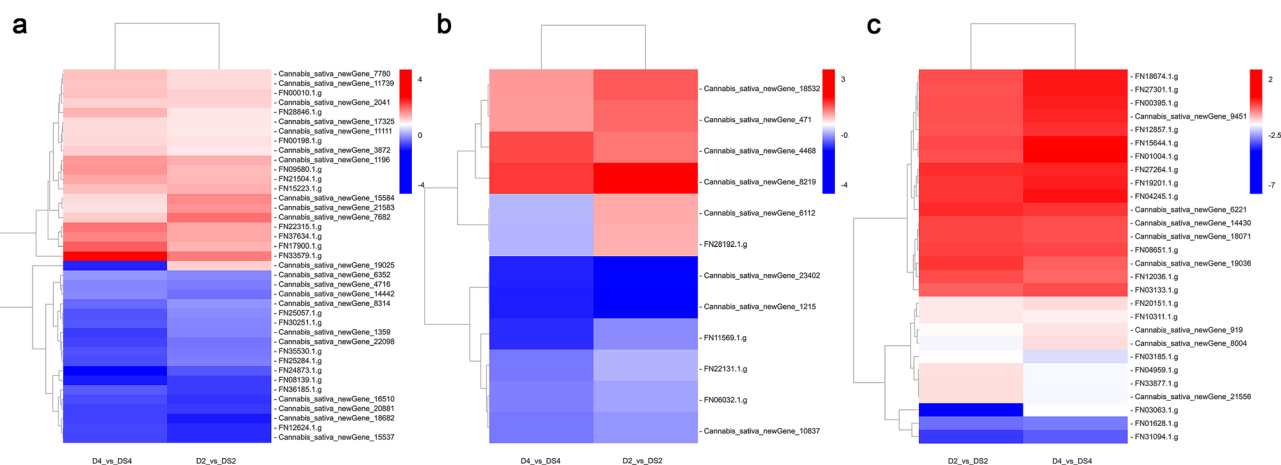 a
- Cannabis_sativa_newGene_7780
- Cannabis_sativa_newGene_11739
- FN00010.1.g
- Cannabis_sativa_newGene_2041
- FN28846.1.g
- Cannabis_sativa_newGene_17325
- Cannabis_sativa_newGene_11111
- FN00198.1.g
- Cannabis_sativa_newGene_3872
- Cannabis_sativa_newGene_1196
- FN09580.1.g
- FN21504.1.g
- FN15223.1.g
- Cannabis_sativa_newGene_15584
- Cannabis_sativa_newGene_21583
- Cannabis_sativa_newGene_7682
- FN22315.1.g
- FN37634.1.g
- FN17900.1.g
- FN33579.1.g
- Cannabis_sativa_newGene_19025
- Cannabis_sativa_newGene_6352
- Cannabis_sativa_newGene_4716
- Cannabis_sativa_newGene_14442
- Cannabis_sativa_newGene_8314
- FN25057.1.g
- FN30251.1.g
- Cannabis_sativa_newGene_1359
- Cannabis_sativa_newGene_22098
- FN35530.1.g
- FN25284.1.g
- FN24873.1.g
- FN08139.1.g
- FN36185.1.g
- Cannabis_sativa_newGene_16510
- Cannabis_sativa_newGene_20881
- Cannabis_sativa_newGene_18682
- FN12624.1.g
- Cannabis_sativa_newGene_15537
4
0
-4
D4_vs_DS4
D2_vs_DS2
b
- Cannabis_sativa_newGene_18532
- Cannabis_sativa_newGene_471
- Cannabis_sativa_newGene_4468
- Cannabis_sativa_newGene_8219
- Cannabis_sativa_newGene_6112
- FN28192.1.g
- Cannabis_sativa_newGene_23402
- Cannabis_sativa_newGene_1215
- FN11569.1.g
- FN22131.1.g
- FN06032.1.g
- Cannabis_sativa_newGene_10837
3
-0
-4
D4_vs_DS4
D2_vs_DS2
c
- FN18674.1.g
- FN27301.1.g
- FN00395.1.g
- Cannabis_sativa_newGene_9451
- FN12857.1.g
- FN15644.1.g
- FN01004.1.g
- FN27264.1.g
- FN19201.1.g
- FN04245.1.g
- Cannabis_sativa_newGene_6221
- Cannabis_sativa_newGene_14430
- Cannabis_sativa_newGene_18071
- FN08651.1.g
- Cannabis_sativa_newGene_19036
- FN12036.1.g
- FN03133.1.g
- FN20151.1.g
- FN10311.1.g
- Cannabis_sativa_newGene_919
- Cannabis_sativa_newGene_8004
- FN03185.1.g
- FN04959.1.g
- FN33877.1.g
- Cannabis_sativa_newGene_21556
- FN03063.1.g
- FN01628.1.g
- FN31094.1.g
2
-2.5
-7
D2_vs_DS2
D4_vs_DS4